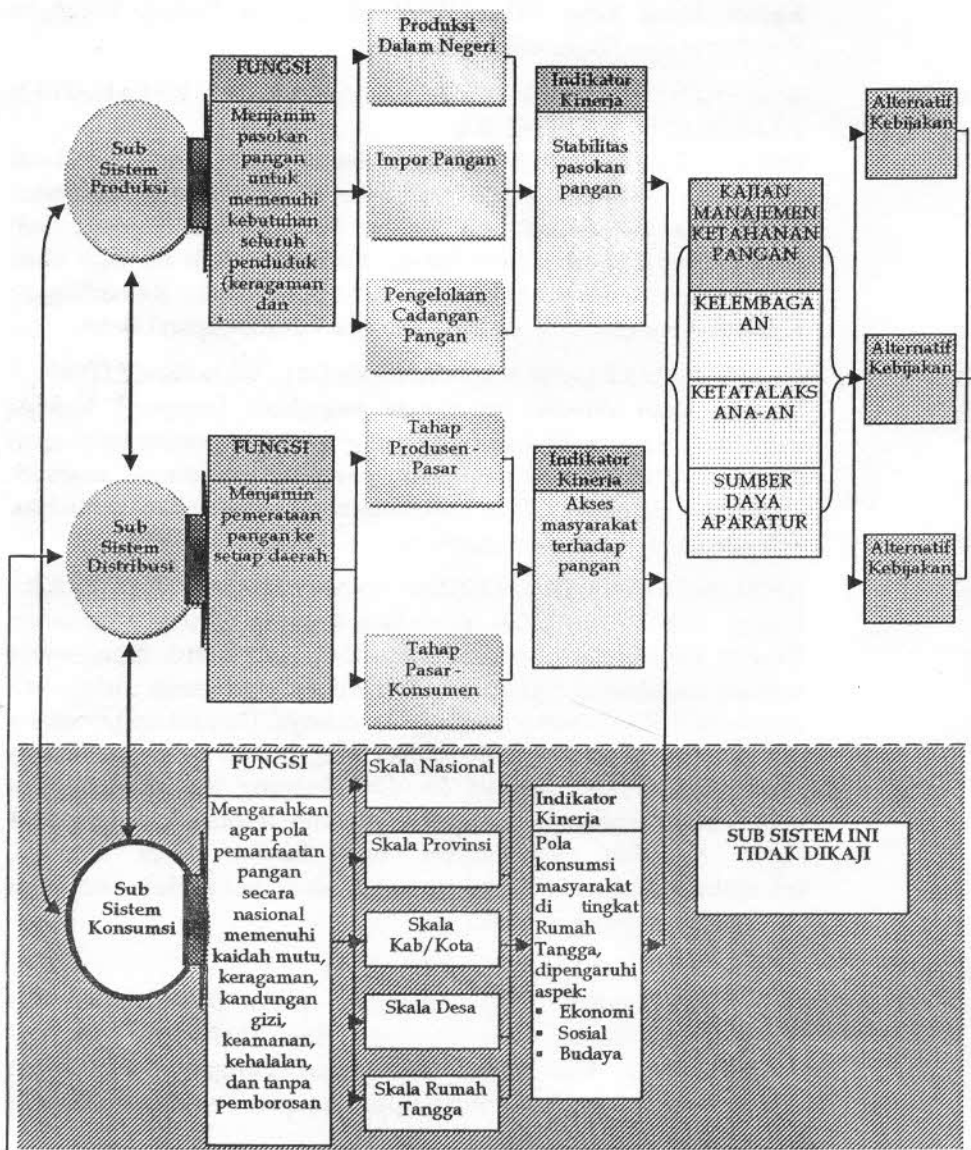 Sub
Sistem
Produksi
FUNGSI
Menjamin
pasokan
pangan
untuk
memenuhi
kebutuhan
seluruh
penduduk
(keragaman
dan
Produksi
Dalam Negeri
Impor Pangan
Pengelolaan
Cadangan
Pangan
Indikator
Kinerja
Stabilitas
pasokan
pangan
Sub
Sistem
Distribusi
FUNGSI
Menjamin
pemerataan
pangan ke
setiap daerah
Tahap
Produsen -
Pasar
Tahap
Pasar -
Konsumen
Indikator
Kinerja
Akses
masyarakat
terhadap
pangan
KAJIAN
MANAJEMEN
KETAHANAN
PANGAN
KELEMBAGA
AN
KETATALAKS
ANA-AN
SUMBER
DAYA
APARATUR
Alternatif
Kebijakan
Alternatif
Kebijakan
Alternatif
Kebijakan
Sub
Sistem
Konsumsi
FUNGSI
Mengarahkan
agar pola
pemanfaatan
pangan
secara
nasional
memenuhi
kaidah mutu,
keragaman,
kandungan
gizi,
keamanan,
kehalalan,
dan tanpa
pemborosan
Skala Nasional
Skala Provinsi
Skala
Kab/Kota
Skala Desa
Skala Rumah
Tangga
Indikator
Kinerja
Pola
konsumsi
masyarakat
di tingkat
Rumah
Tangga,
dipengaruhi
aspek:
▪ Ekonomi
▪ Sosial
▪ Budaya
SUB SISTEM INI
TIDAK DIKAJI